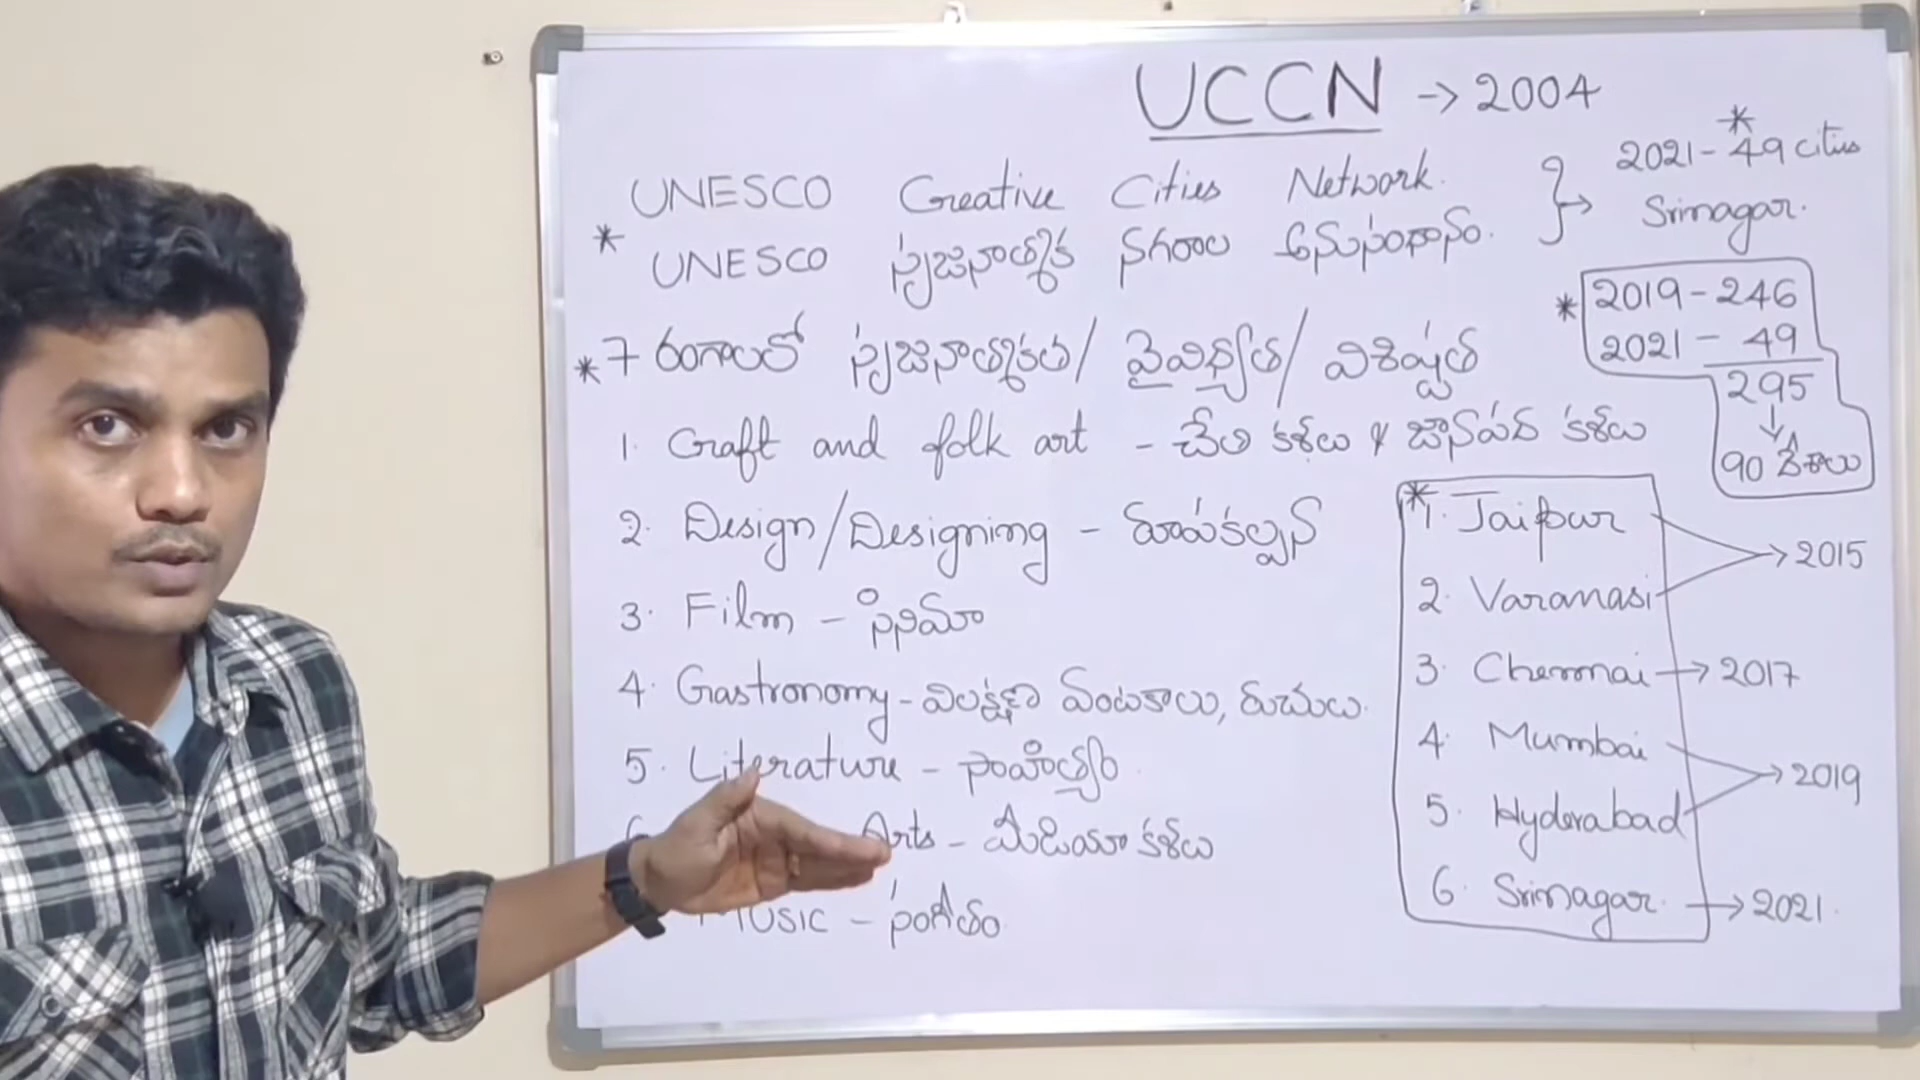 UCCN → 2004
UNESCO Creative Cities Network.
* UNESCO సృజనాత్మక నగరాల అనుసంధానం.
} → 2021 - *49 cities
Srinagar.
* 7 రంగాలలో సృజనాత్మకత / వైవిధ్యత / విశిష్టత
* 2019 - 246
2021 - 49
295
↓
90 దేశాలు
1. Craft and folk art - చేతి కళలు & జానపద కళలు
2. Design/Designing - రూపకల్పన
3. Film - సినిమా
4. Gastronomy - విలక్షణ వంటకాలు, రుచులు.
5. Literature - సాహిత్యం
Arts - మీడియా కళలు
Music - సంగీతం
*1. Jaipur
2. Varanasi → 2015
3. Chennai → 2017
4. Mumbai
5. Hyderabad → 2019
6. Srinagar. → 2021.